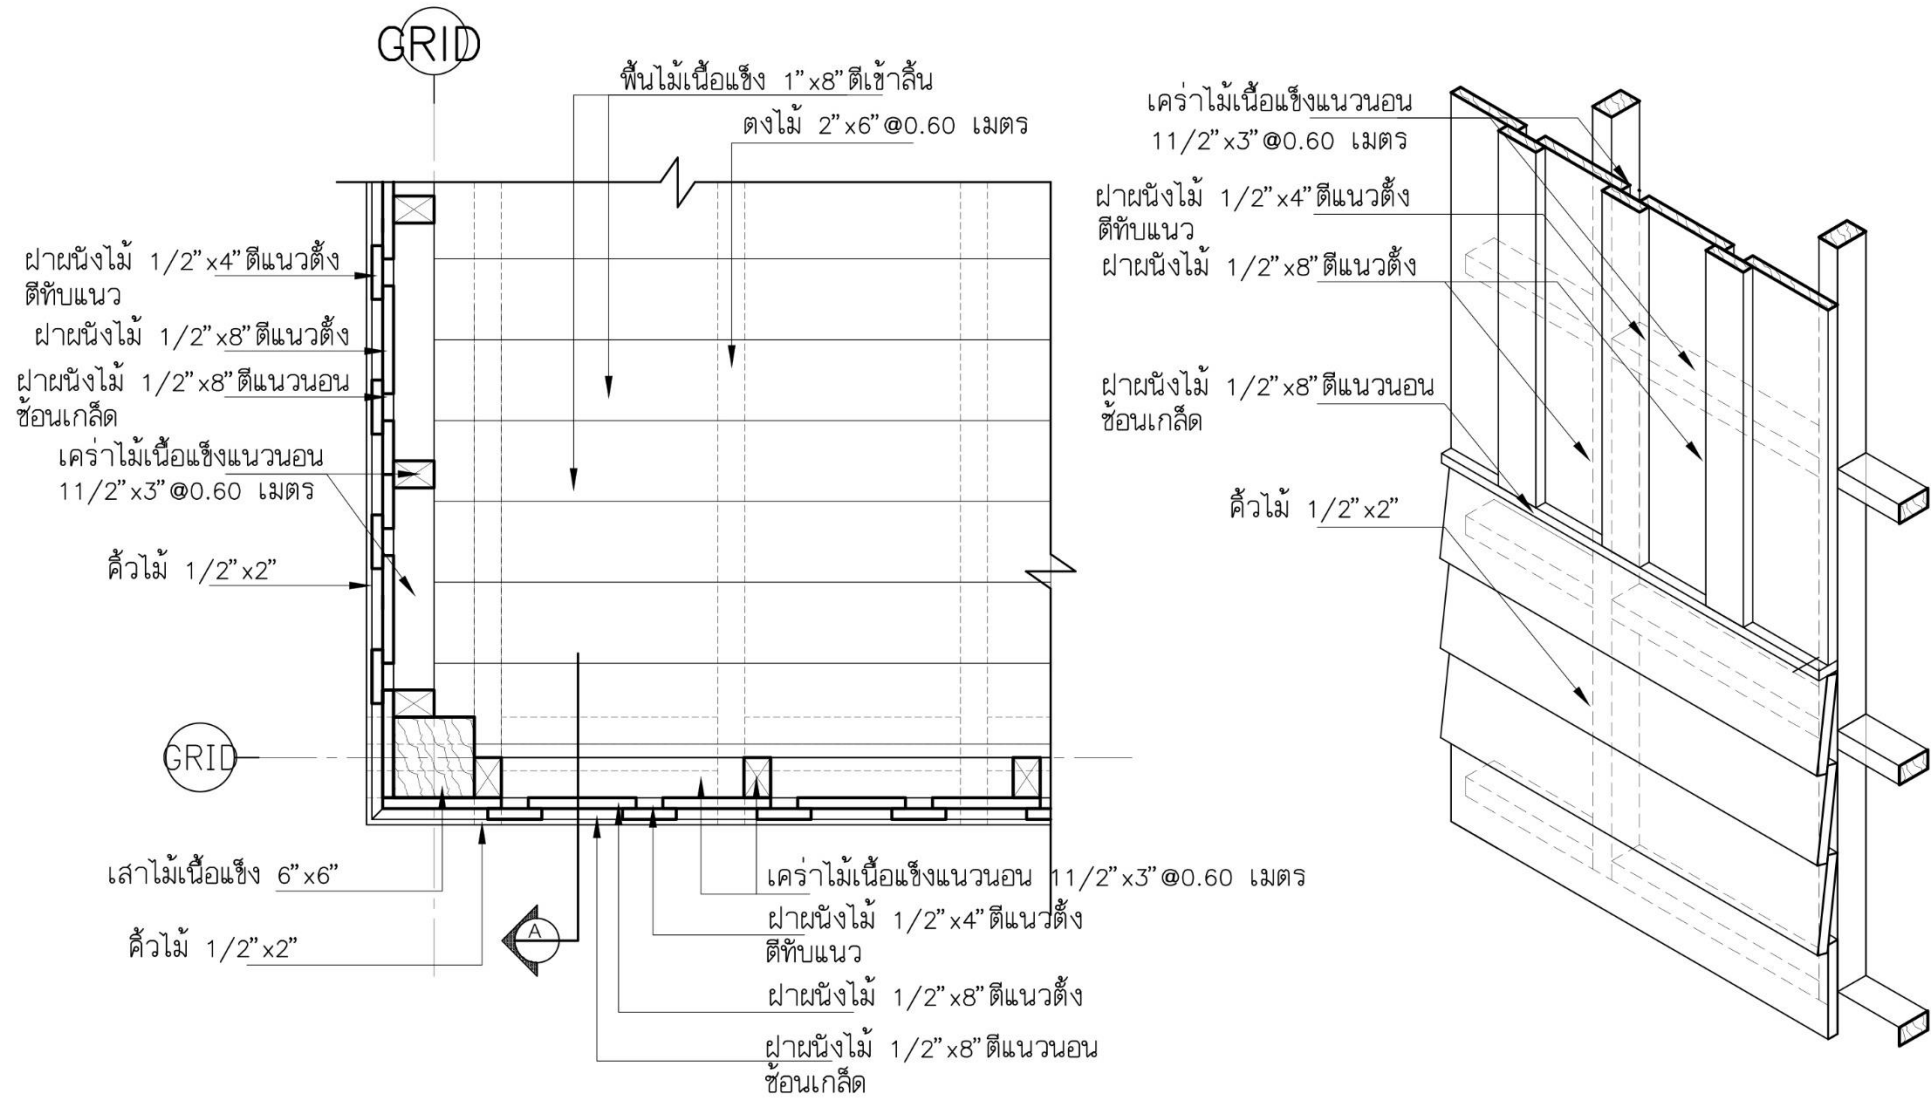 GRID
พื้นไม้เนื้อแข็ง 1”x8”ตีเข้าลิ้น
ตงไม้ 2”x6”@0.60 เมตร
ฝาผนังไม้ 1/2”x4”ตีแนวตั้ง
ตีทับแนว
ฝาผนังไม้ 1/2”x8”ตีแนวตั้ง
ฝาผนังไม้ 1/2”x8”ตีแนวนอน
ซ้อนเกล็ด
เคร่าไม้เนื้อแข็งแนวนอน
11/2”x3”@0.60 เมตร
คิ้วไม้ 1/2”x2”
GRID
เสาไม้เนื้อแข็ง 6”x6”
คิ้วไม้ 1/2”x2”
A
เคร่าไม้เนื้อแข็งแนวนอน 11/2”x3”@0.60 เมตร
ฝาผนังไม้ 1/2”x4”ตีแนวตั้ง
ตีทับแนว
ฝาผนังไม้ 1/2”x8”ตีแนวตั้ง
ฝาผนังไม้ 1/2”x8”ตีแนวนอน
ซ้อนเกล็ด
เคร่าไม้เนื้อแข็งแนวนอน
11/2”x3”@0.60 เมตร
ฝาผนังไม้ 1/2”x4”ตีแนวตั้ง
ตีทับแนว
ฝาผนังไม้ 1/2”x8”ตีแนวตั้ง
ฝาผนังไม้ 1/2”x8”ตีแนวนอน
ซ้อนเกล็ด
คิ้วไม้ 1/2”x2”